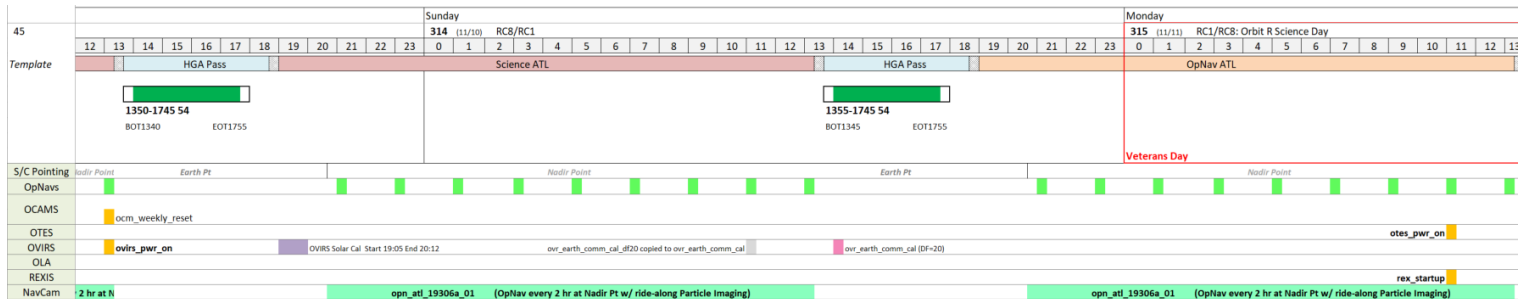 Sunday Monday
45 314 (11/10) RC8/RC1 315 (11/11) RC1/RC8: Orbit R Science Day
12 13 14 15 16 17 18 19 20 21 22 23 0 1 2 3 4 5 6 7 8 9 10 11 12 13 14 15 16 17 18 19 20 21 22 23 0 1 2 3 4 5 6 7 8 9 10 11 12 13
Template HGA Pass Science ATL HGA Pass OpNav ATL
1350-1745 54 1355-1745 54
BOT1340 EOT1755 BOT1345 EOT1755
Veterans Day
S/C Pointing Nadir Point Earth Pt Nadir Point Earth Pt Nadir Point
OpNavs
OCAMS ocm_weekly_reset
OTES otes_pwr_on
OVIRS ovirs_pwr_on OVIRS Solar Cal Start 19:05 End 20:12 ovr_earth_comm_cal_df20 copied to ovr_earth_comm_cal ovr_earth_comm_cal (DF=20)
OLA
REXIS rex_startup
NavCam 2 hr at N opn_atl_19306a_01 (OpNav every 2 hr at Nadir Pt w/ ride-along Particle Imaging) opn_atl_19306a_01 (OpNav every 2 hr at Nadir Pt w/ ride-along Particle Imaging)